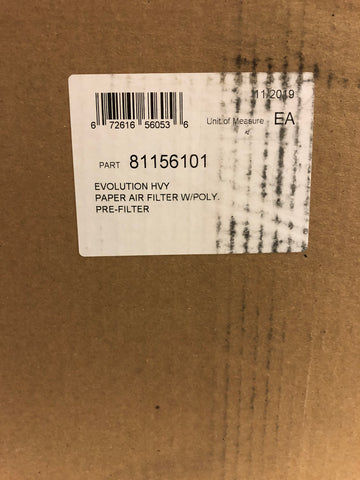 11/2019
6 72616 56053 6
Unit of Measure EA
PART 81156101
EVOLUTION HVY
PAPER AIR FILTER W/POLY.
PRE-FILTER